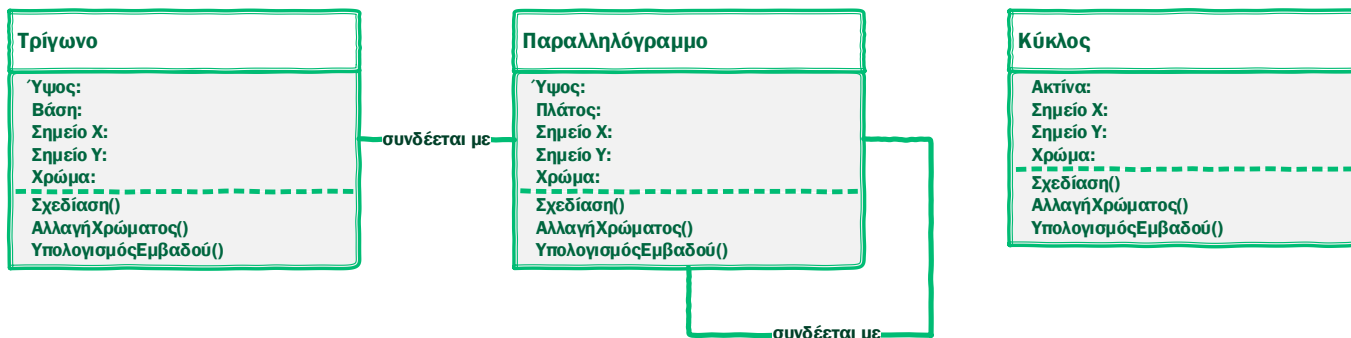 Τρίγωνο
Ύψος:
Βάση:
Σημείο Χ:
Σημείο Υ:
Χρώμα:
Σχεδίαση()
ΑλλαγήΧρώματος()
ΥπολογισμόςΕμβαδού()
συνδέεται με
Παραλληλόγραμμο
Ύψος:
Πλάτος:
Σημείο Χ:
Σημείο Υ:
Χρώμα:
Σχεδίαση()
ΑλλαγήΧρώματος()
ΥπολογισμόςΕμβαδού()
συνδέεται με
Κύκλος
Ακτίνα:
Σημείο Χ:
Σημείο Υ:
Χρώμα:
Σχεδίαση()
ΑλλαγήΧρώματος()
ΥπολογισμόςΕμβαδού()